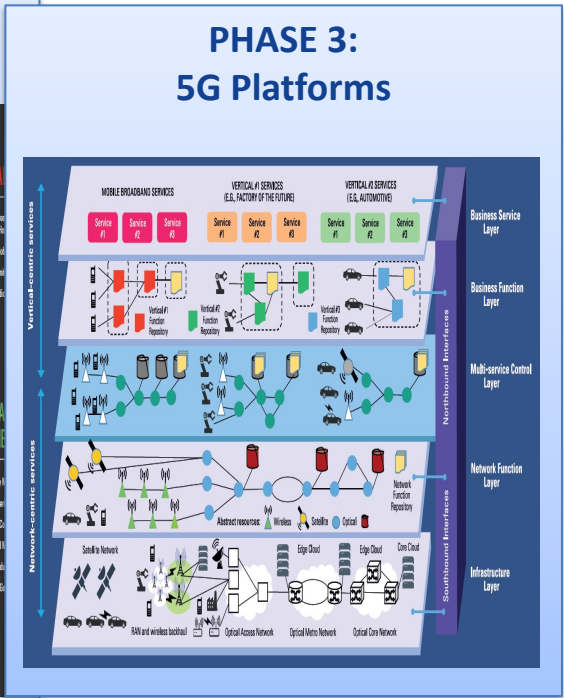 PHASE 3:
5G Platforms
MOBILE BROADBAND SERVICES
VERTICAL #1 SERVICES
(E.G., FACTORY OF THE FUTURE)
VERTICAL #2 SERVICES
(E.G., AUTOMOTIVE)
Service #1
Service #2
Service #3
Service #1
Service #2
Service #3
Service #1
Service #2
Service #3
Business Service
Layer
Vertical-centric services
Vertical #1
Function
Repository
Vertical #2
Function
Repository
Vertical #3
Function
Repository
Business Function
Layer
Northbound Interfaces
Multi-service Control
Layer
Network-centric services
Network
Function
Repository
Abstract resources:
Wireless
Satellite
Optical
Network Function
Layer
Southbound Interfaces
Satellite Network
Edge Cloud
Edge Cloud
Core Cloud
RAN and wireless backhaul
Optical Access Network
Optical Metro Network
Optical Core Network
Infrastructure
Layer